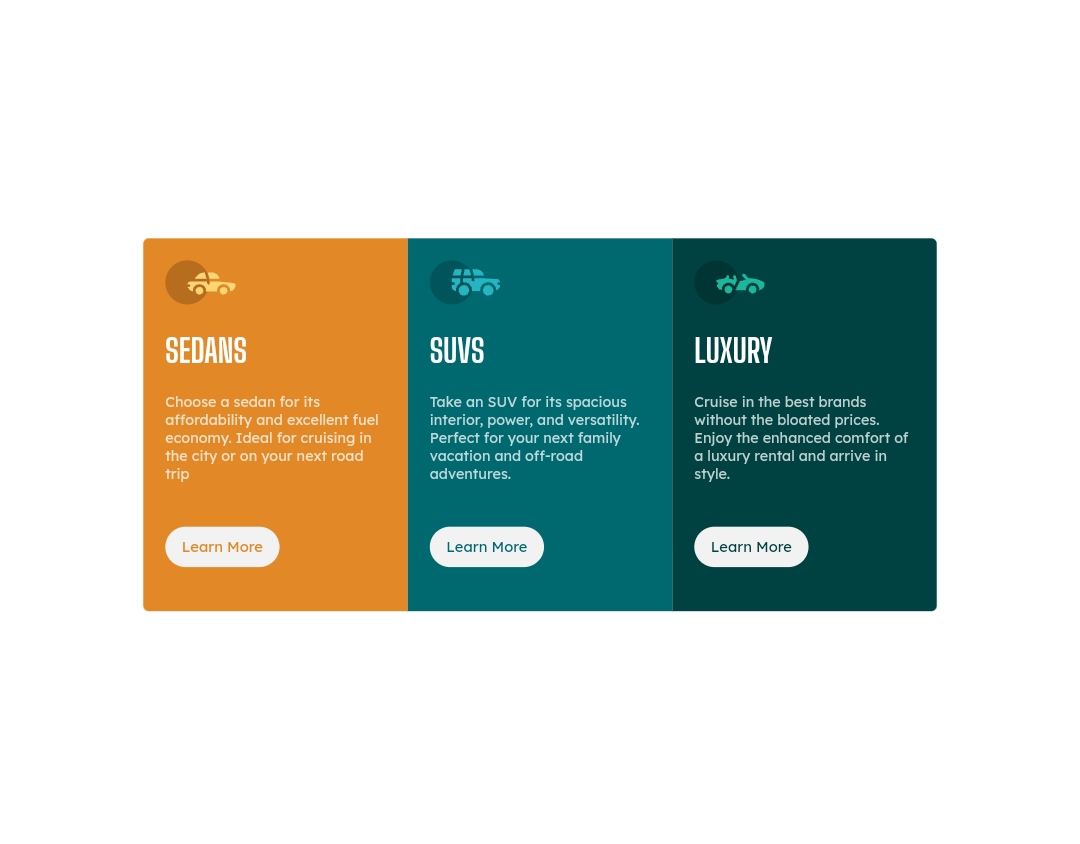 SEDANS
Choose a sedan for its
affordability and excellent fuel
economy. Ideal for cruising in
the city or on your next road
trip
Learn More
SUVS
Take an SUV for its spacious
interior, power, and versatility.
Perfect for your next family
vacation and off-road
adventures.
Learn More
LUXURY
Cruise in the best brands
without the bloated prices.
Enjoy the enhanced comfort of
a luxury rental and arrive in
style.
Learn More